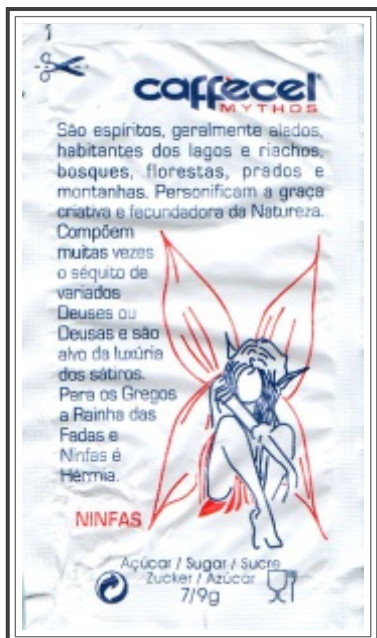 caffècel
MYTHOS
São espíritos, geralmente alados,
habitantes dos lagos e riachos,
bosques, florestas, prados e
montanhas. Personificam a graça
criativa e fecundadora da Natureza.
Compõem
muitas vezes
o séquito de
variados
Deuses ou
Deusas e são
alvo da luxúria
dos sátiros.
Para os Gregos
a Rainha das
Fadas e
Ninfas é
Hérmia.
NINFAS
Açúcar / Sugar / Sucre
Zucker / Azúcar
7/9g